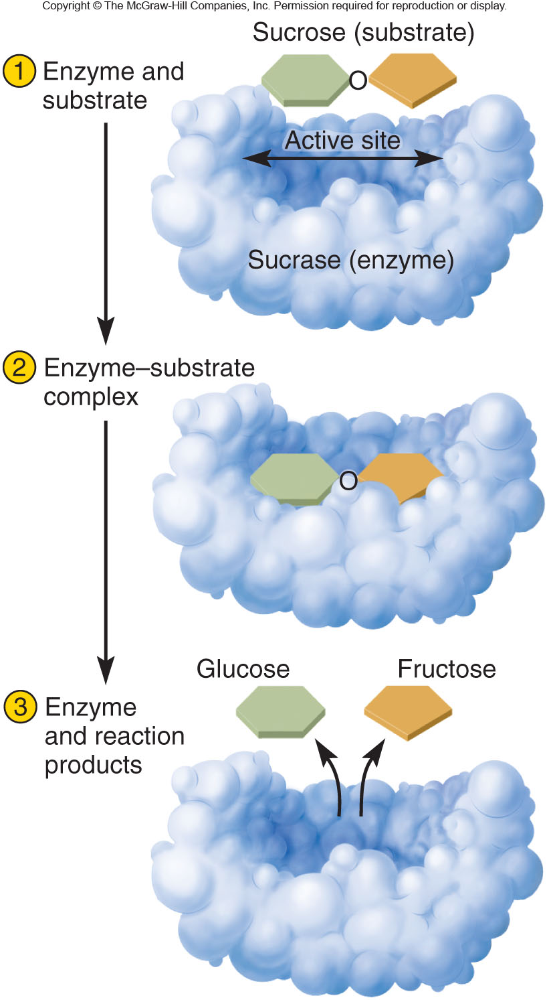 Copyright © The McGraw-Hill Companies, Inc. Permission required for reproduction or display.
Sucrose (substrate)
1 Enzyme and
substrate
O
Active site
Sucrase (enzyme)
2 Enzyme–substrate
complex
O
Glucose
Fructose
3 Enzyme
and reaction
products